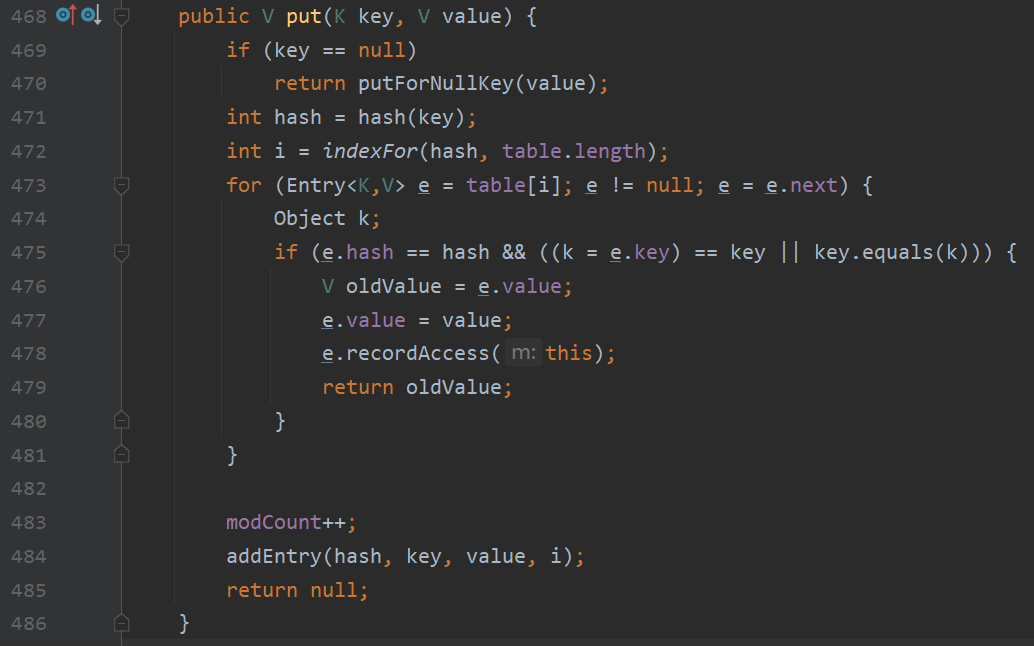 468 public V put(K key, V value) {
469 if (key == null)
470 return putForNullKey(value);
471 int hash = hash(key);
472 int i = indexFor(hash, table.length);
473 for (Entry<K,V> e = table[i]; e != null; e = e.next) {
474 Object k;
475 if (e.hash == hash && ((k = e.key) == key || key.equals(k))) {
476 V oldValue = e.value;
477 e.value = value;
478 e.recordAccess( m: this);
479 return oldValue;
480 }
481 }
482
483 modCount++;
484 addEntry(hash, key, value, i);
485 return null;
486 }